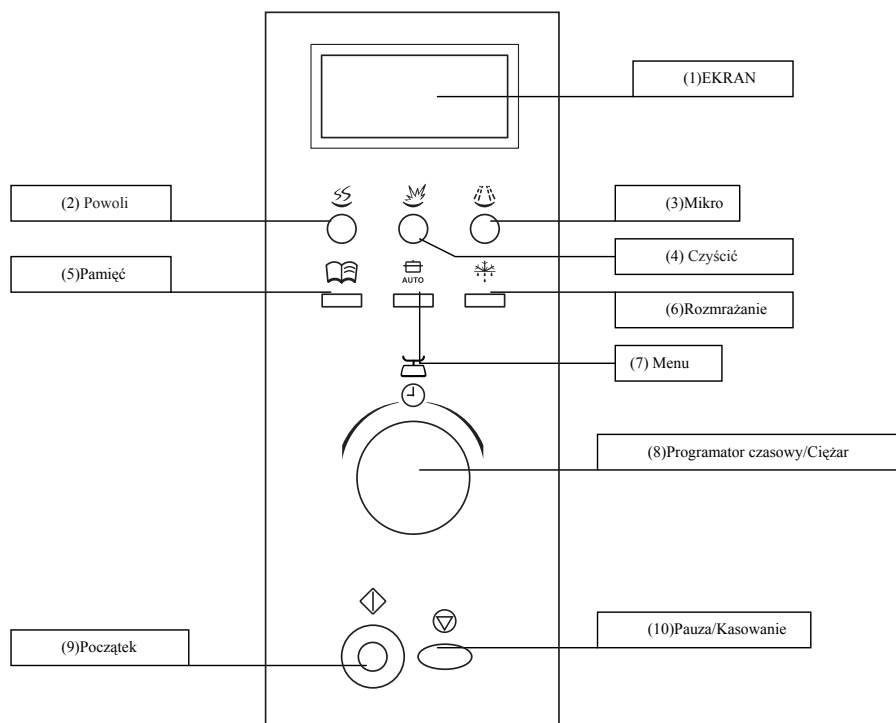 (1)EKRAN
(2) Powoli
(3)Mikro
(4) Czyścić
(5)Pamięć
AUTO
(6)Rozmrażanie
(7) Menu
(8)Programator czasowy/Ciężar
(9)Początek
(10)Pauza/Kasowanie